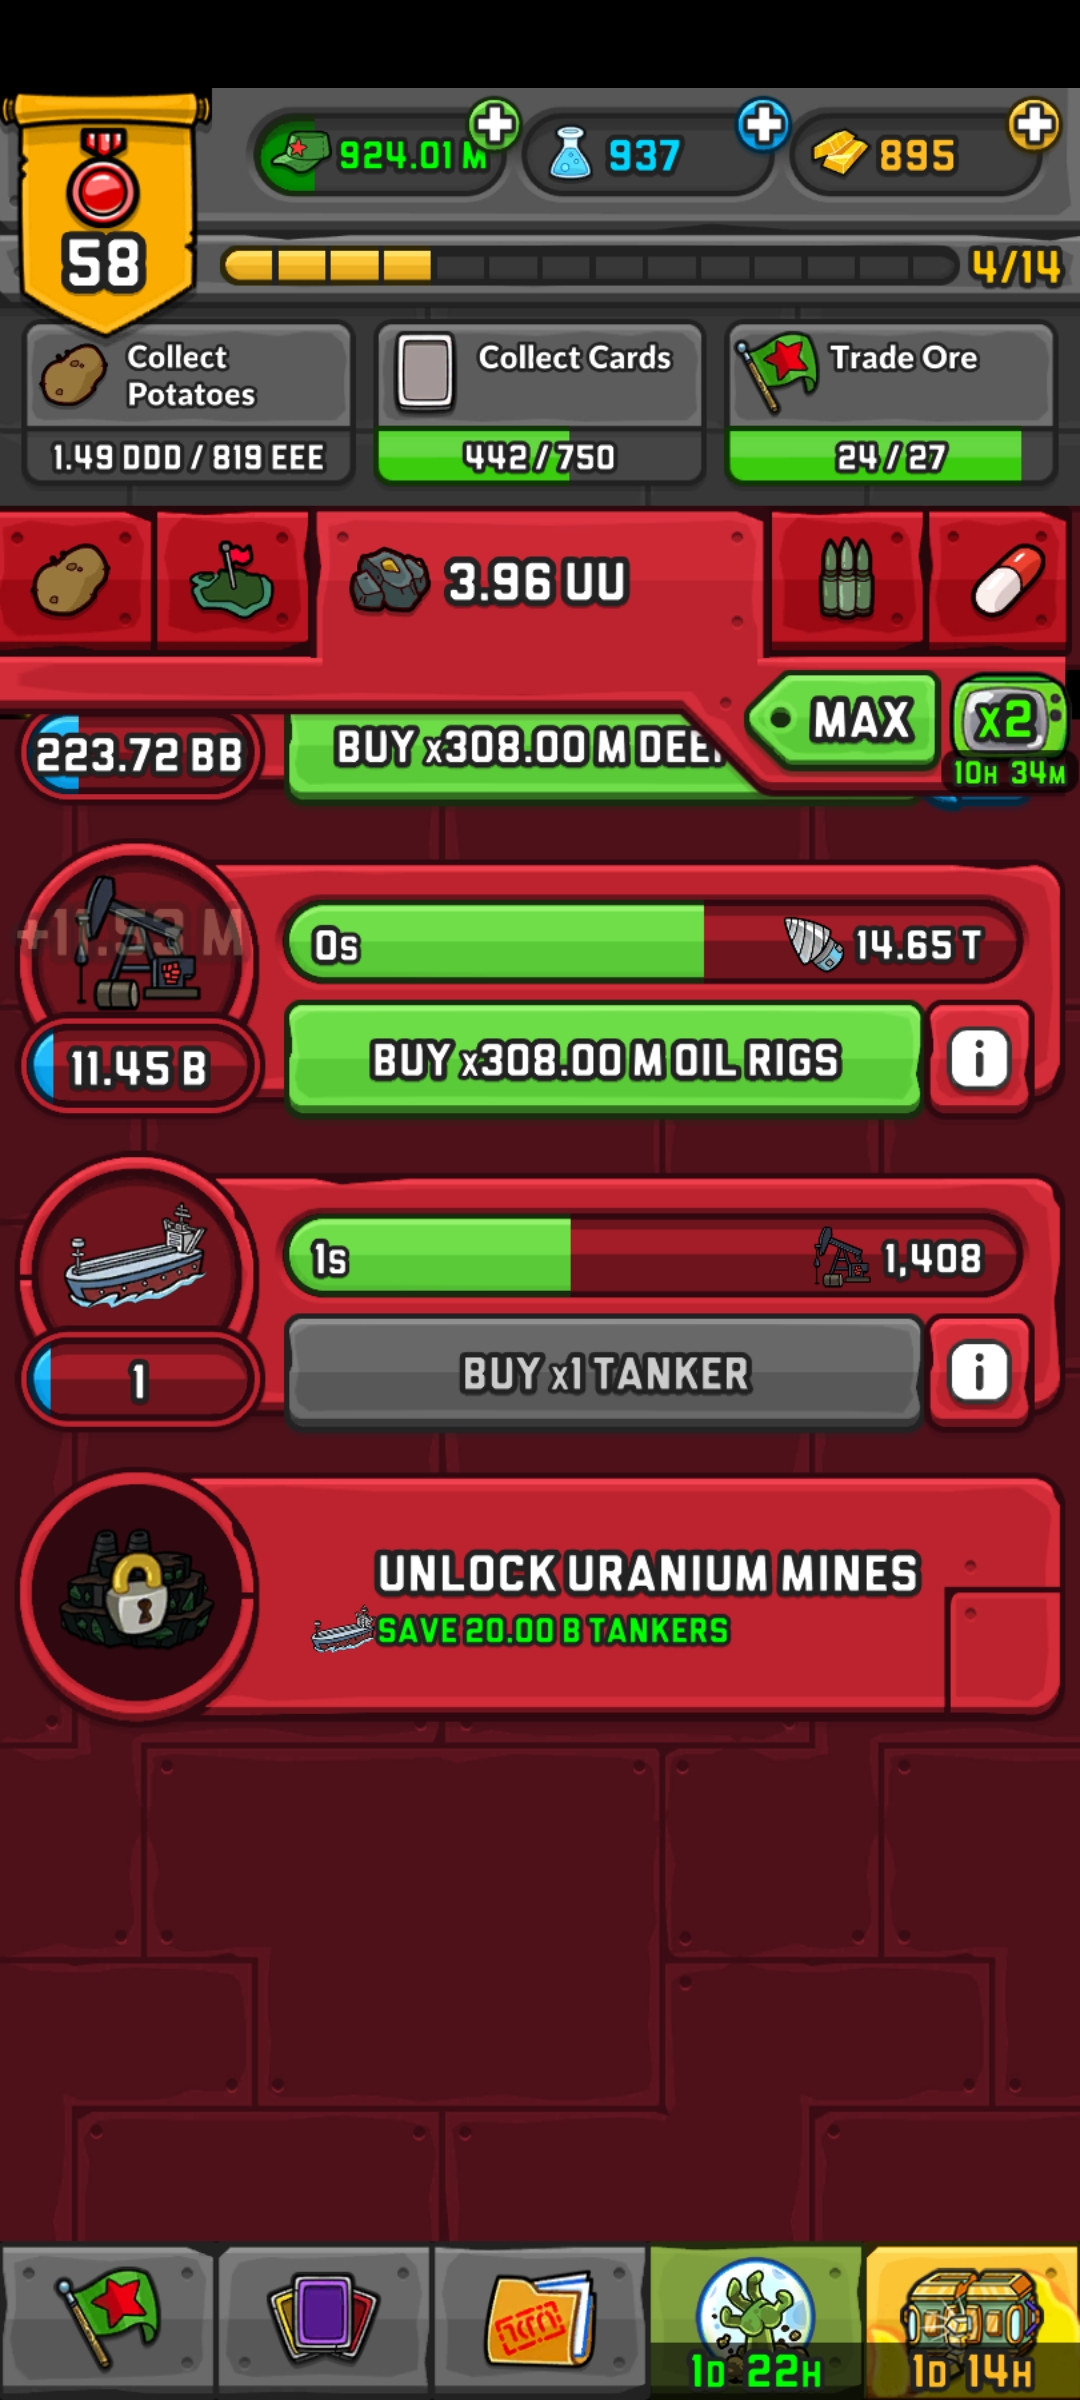 924.01 M
937
895
58
4/14
Collect
Potatoes
1.49 DDD / 819 EEE
Collect Cards
442/750
Trade Ore
24/27
3.96 UU
MAX
x2
10H 34M
223.72 BB
BUY x308.00 M DEE
+11.53 M
0s
14.65 T
11.45 B
BUY x308.00 M OIL RIGS
i
1s
1,408
1
BUY x1 TANKER
i
UNLOCK URANIUM MINES
SAVE 20.00 B TANKERS
1D 22H
1D 14H